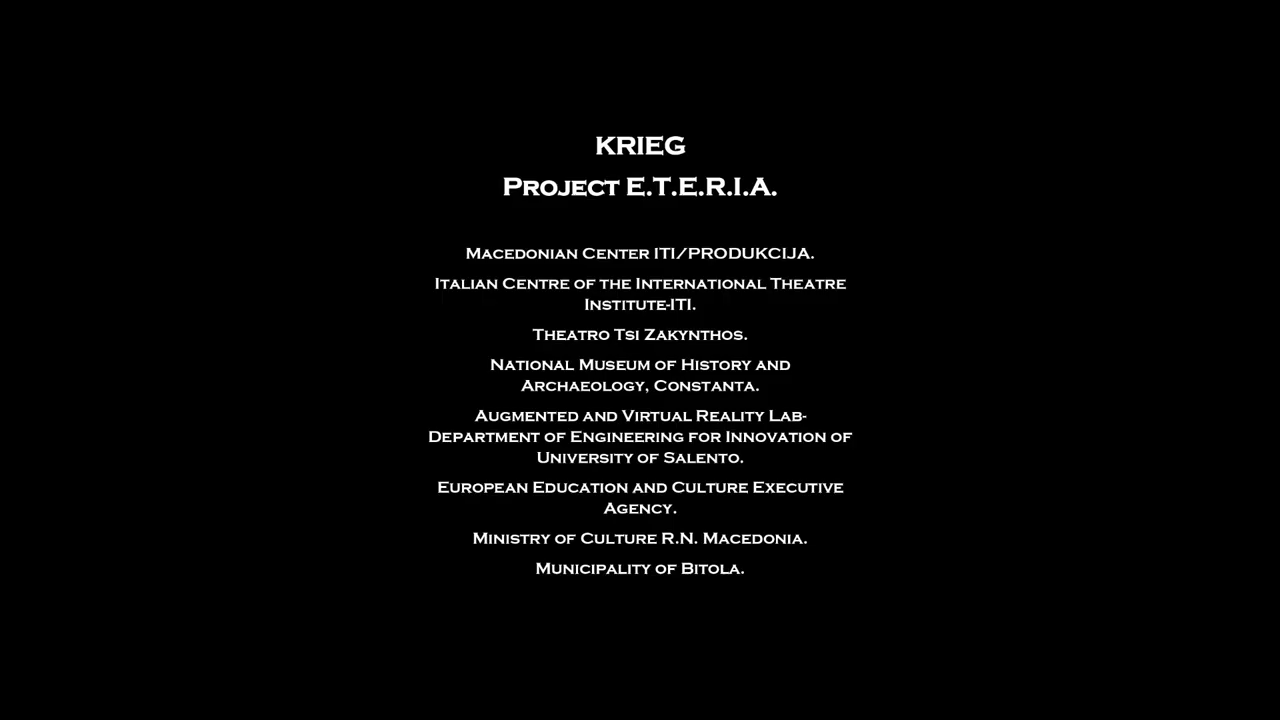 KRIEG
Project E.T.E.R.I.A.
Macedonian Center ITI/PRODUKCIJA.
Italian Centre of the International Theatre
Institute-ITI.
Theatro Tsi Zakynthos.
National Museum of History and
Archaeology, Constanta.
Augmented and Virtual Reality Lab-
Department of Engineering for Innovation of
University of Salento.
European Education and Culture Executive
Agency.
Ministry of Culture R.N. Macedonia.
Municipality of Bitola.